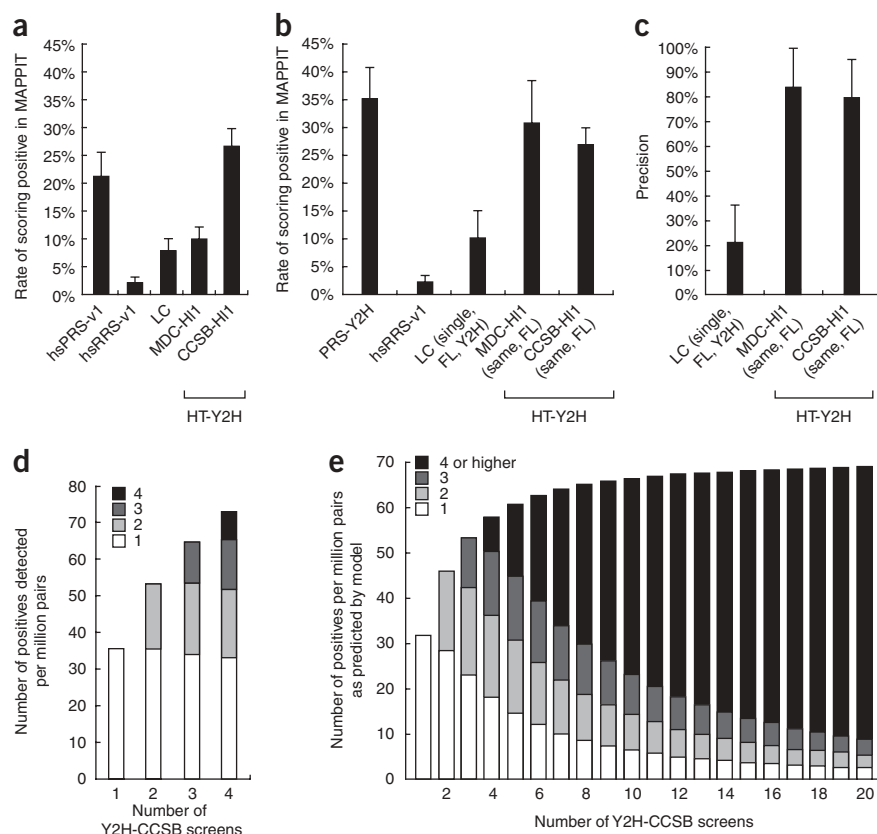 a
Rate of scoring positive in MAPPIT
45%
40%
35%
30%
25%
20%
15%
10%
5%
0%
hsPRS-v1
hsRRS-v1
LC
MDC-HI1
CCSB-HI1
HT-Y2H
b
Rate of scoring positive in MAPPIT
45%
40%
35%
30%
25%
20%
15%
10%
5%
0%
PRS-Y2H
hsRRS-v1
LC (single,
FL, Y2H)
MDC-HI1
(same, FL)
CCSB-HI1
(same, FL)
HT-Y2H
c
Precision
100%
90%
80%
70%
60%
50%
40%
30%
20%
10%
0%
LC (single,
FL, Y2H)
MDC-HI1
(same, FL)
CCSB-HI1
(same, FL)
HT-Y2H
d
Number of positives detected
per million pairs
80
70
60
50
40
30
20
10
0
4
3
2
1
1 2 3 4
Number of
Y2H-CCSB screens
e
Number of positives per million pairs
as predicted by model
70
60
50
40
30
20
10
0
4 or higher
3
2
1
2 4 6 8 10 12 14 16 18 20
Number of Y2H-CCSB screens